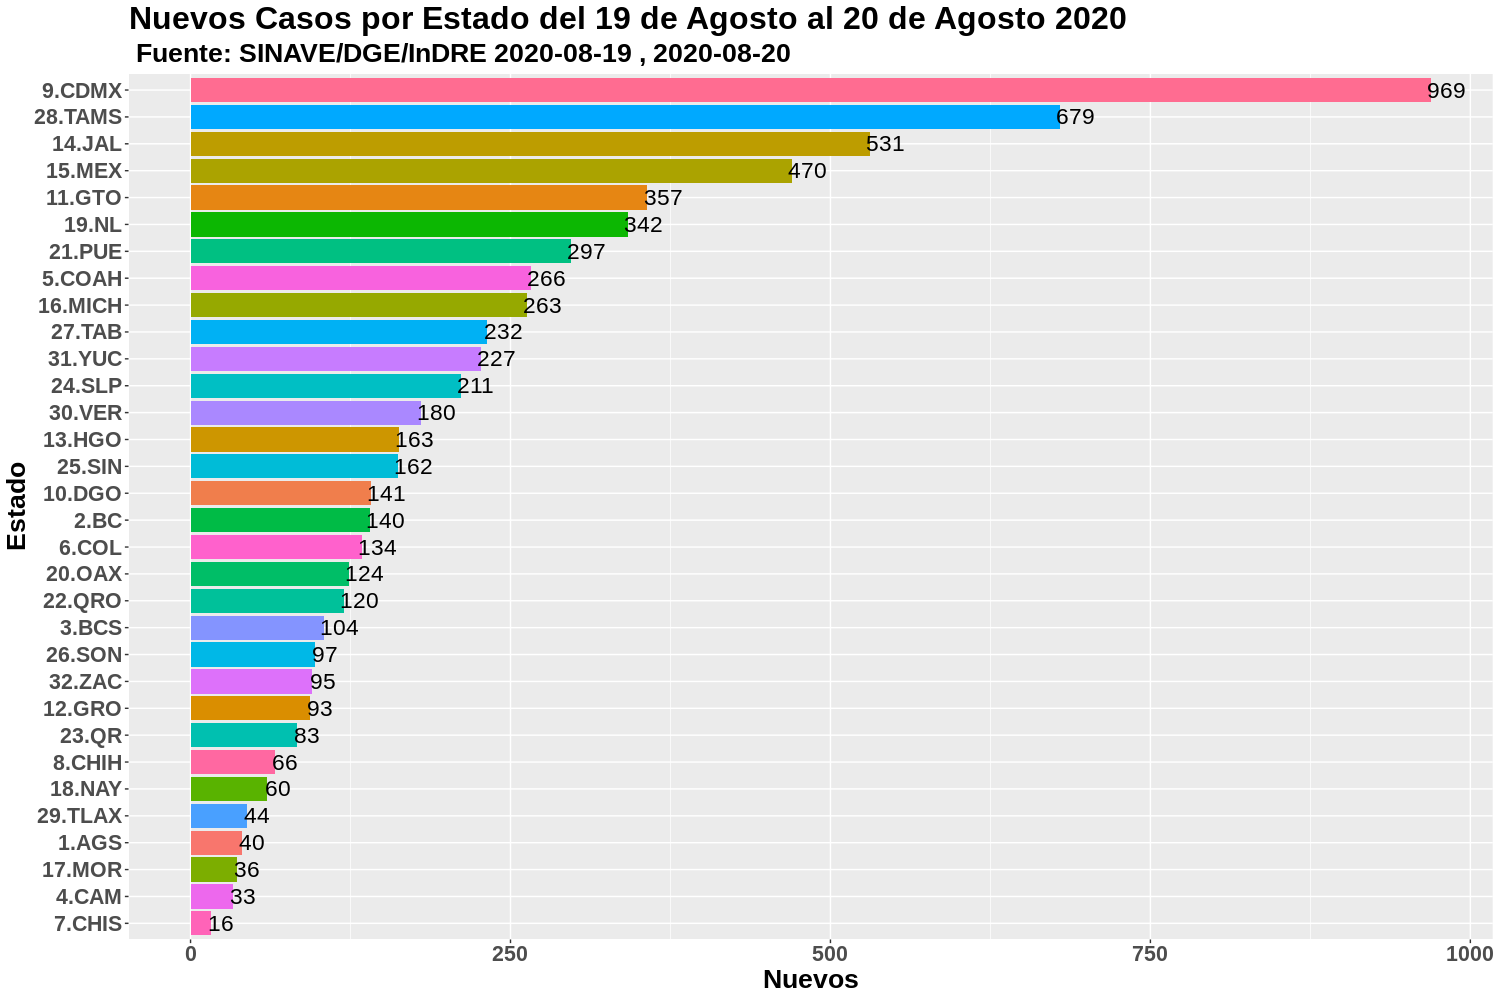 Nuevos Casos por Estado del 19 de Agosto al 20 de Agosto 2020
Fuente: SINAVE/DGE/InDRE 2020-08-19 , 2020-08-20
Estado
9.CDMX 969
28.TAMS 679
14.JAL 531
15.MEX 470
11.GTO 357
19.NL 342
21.PUE 297
5.COAH 266
16.MICH 263
27.TAB 232
31.YUC 227
24.SLP 211
30.VER 180
13.HGO 163
25.SIN 162
10.DGO 141
2.BC 140
6.COL 134
20.OAX 124
22.QRO 120
3.BCS 104
26.SON 97
32.ZAC 95
12.GRO 93
23.QR 83
8.CHIH 66
18.NAY 60
29.TLAX 44
1.AGS 40
17.MOR 36
4.CAM 33
7.CHIS 16
0 250 500 750 1000
Nuevos